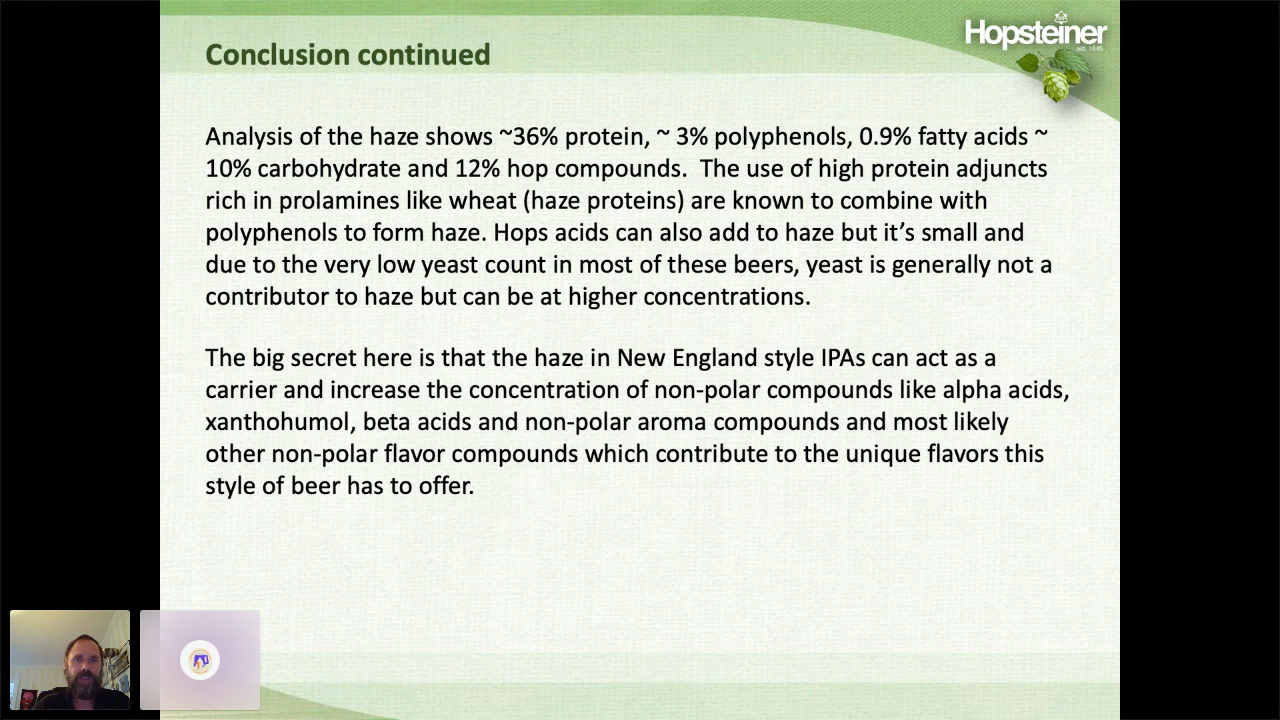 Hopsteiner
est. 1845
Conclusion continued
Analysis of the haze shows ~36% protein, ~ 3% polyphenols, 0.9% fatty acids ~
10% carbohydrate and 12% hop compounds.  The use of high protein adjuncts
rich in prolamines like wheat (haze proteins) are known to combine with
polyphenols to form haze. Hops acids can also add to haze but it’s small and
due to the very low yeast count in most of these beers, yeast is generally not a
contributor to haze but can be at higher concentrations.
The big secret here is that the haze in New England style IPAs can act as a
carrier and increase the concentration of non-polar compounds like alpha acids,
xanthohumol, beta acids and non-polar aroma compounds and most likely
other non-polar flavor compounds which contribute to the unique flavors this
style of beer has to offer.